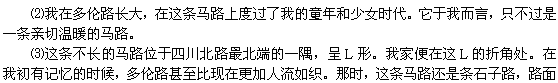 ⑵我在多伦路长大，在这条马路上度过了我的童年和少女时代。它于我而言，只不过是
一条亲切温暖的马路。
⑶这条不长的马路位于四川北路最北端的一隅，呈 L 形。我家便在这 L 的折角处。在
我初有记忆的时候，多伦路甚至比现在更加人流如织。那时，这条马路还是条石子路，路面